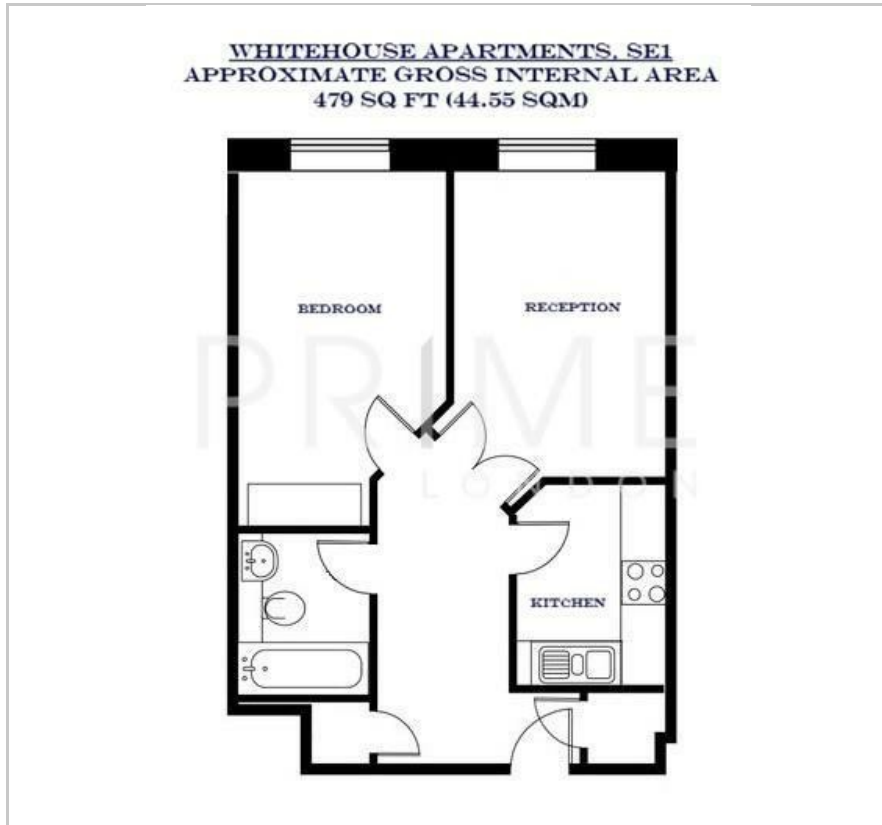 WHITEHOUSE APARTMENTS, SE1
APPROXIMATE GROSS INTERNAL AREA
479 SQ FT (44.55 SQM)
BEDROOM
RECEPTION
PRIME
LONDON
KITCHEN